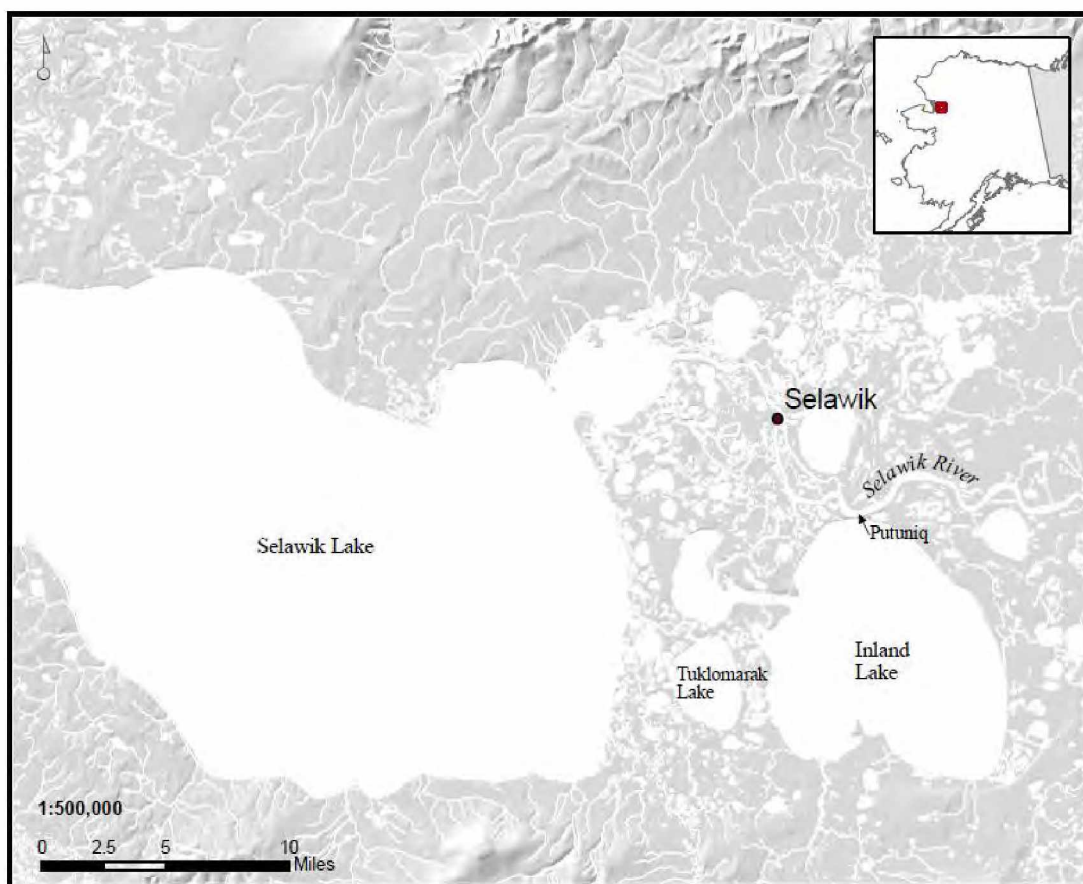 Selawik
Selawik River
Putuniq
Selawik Lake
Inland
Lake
Tuklomarak
Lake
1:500,000
0 2.5 5 10
Miles